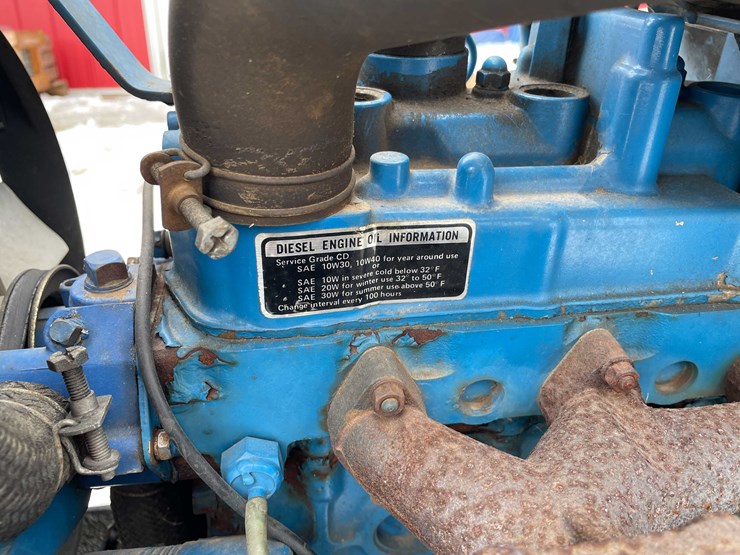 DIESEL ENGINE OIL INFORMATION
Service Grade CD
SAE 10W30, 10W40 for year around use
or
SAE 10W in severe cold below 32° F
SAE 20W for winter use 32° to 50° F
SAE 30W for summer use above 50° F
Change interval every 100 hours